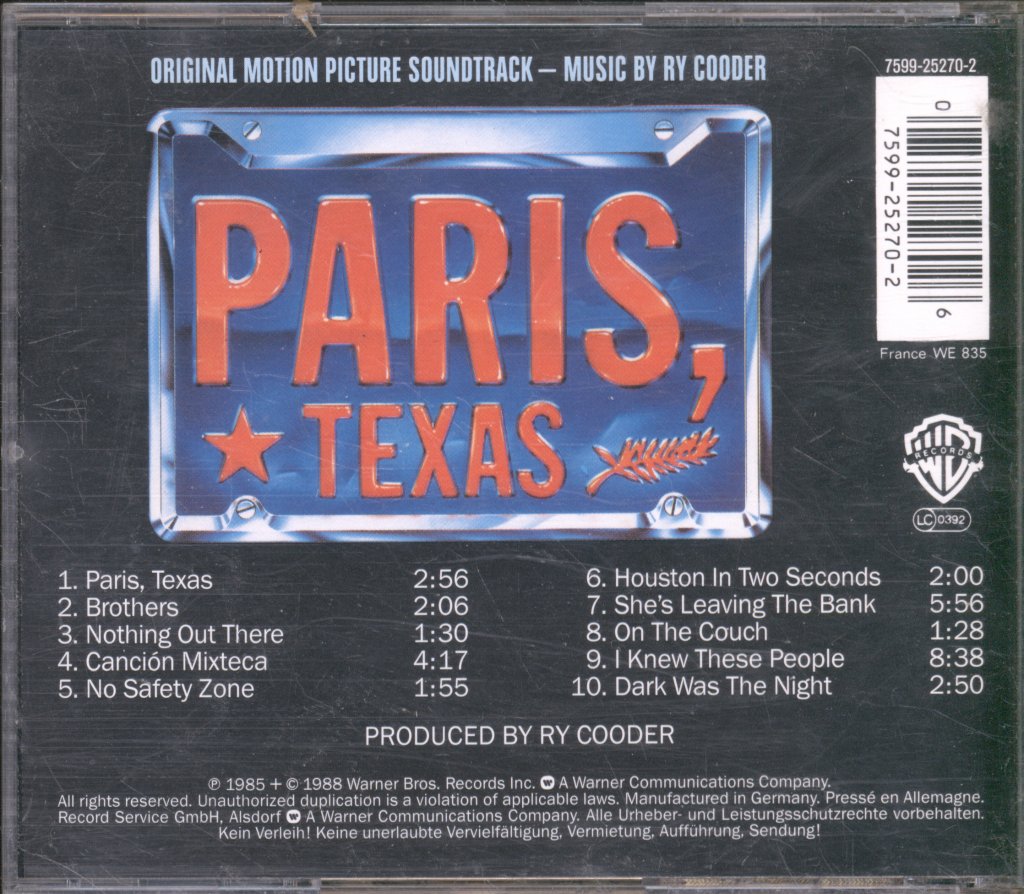 ORIGINAL MOTION PICTURE SOUNDTRACK – MUSIC BY RY COODER
7599-25270-2
0 7599-25270-2 6
France WE 835
PARIS,
TEXAS
WB
RECORDS
LC 0392
1. Paris, Texas 2:56
2. Brothers 2:06
3. Nothing Out There 1:30
4. Canción Mixteca 4:17
5. No Safety Zone 1:55
6. Houston In Two Seconds 2:00
7. She's Leaving The Bank 5:56
8. On The Couch 1:28
9. I Knew These People 8:38
10. Dark Was The Night 2:50
PRODUCED BY RY COODER
℗ 1985 + © 1988 Warner Bros. Records Inc. A Warner Communications Company.
All rights reserved. Unauthorized duplication is a violation of applicable laws. Manufactured in Germany. Pressé en Allemagne.
Record Service GmbH, Alsdorf A Warner Communications Company. Alle Urheber- und Leistungsschutzrechte vorbehalten.
Kein Verleih! Keine unerlaubte Vervielfältigung, Vermietung, Aufführung, Sendung!